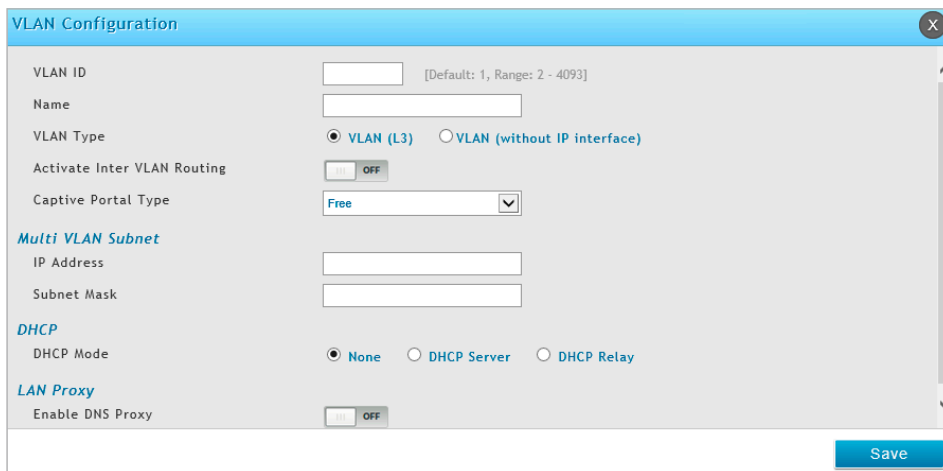 VLAN Configuration X
VLAN ID [Default: 1, Range: 2 - 4093]
Name
VLAN Type VLAN (L3) VLAN (without IP interface)
Activate Inter VLAN Routing OFF
Captive Portal Type Free
Multi VLAN Subnet
IP Address
Subnet Mask
DHCP
DHCP Mode None DHCP Server DHCP Relay
LAN Proxy
Enable DNS Proxy OFF
Save